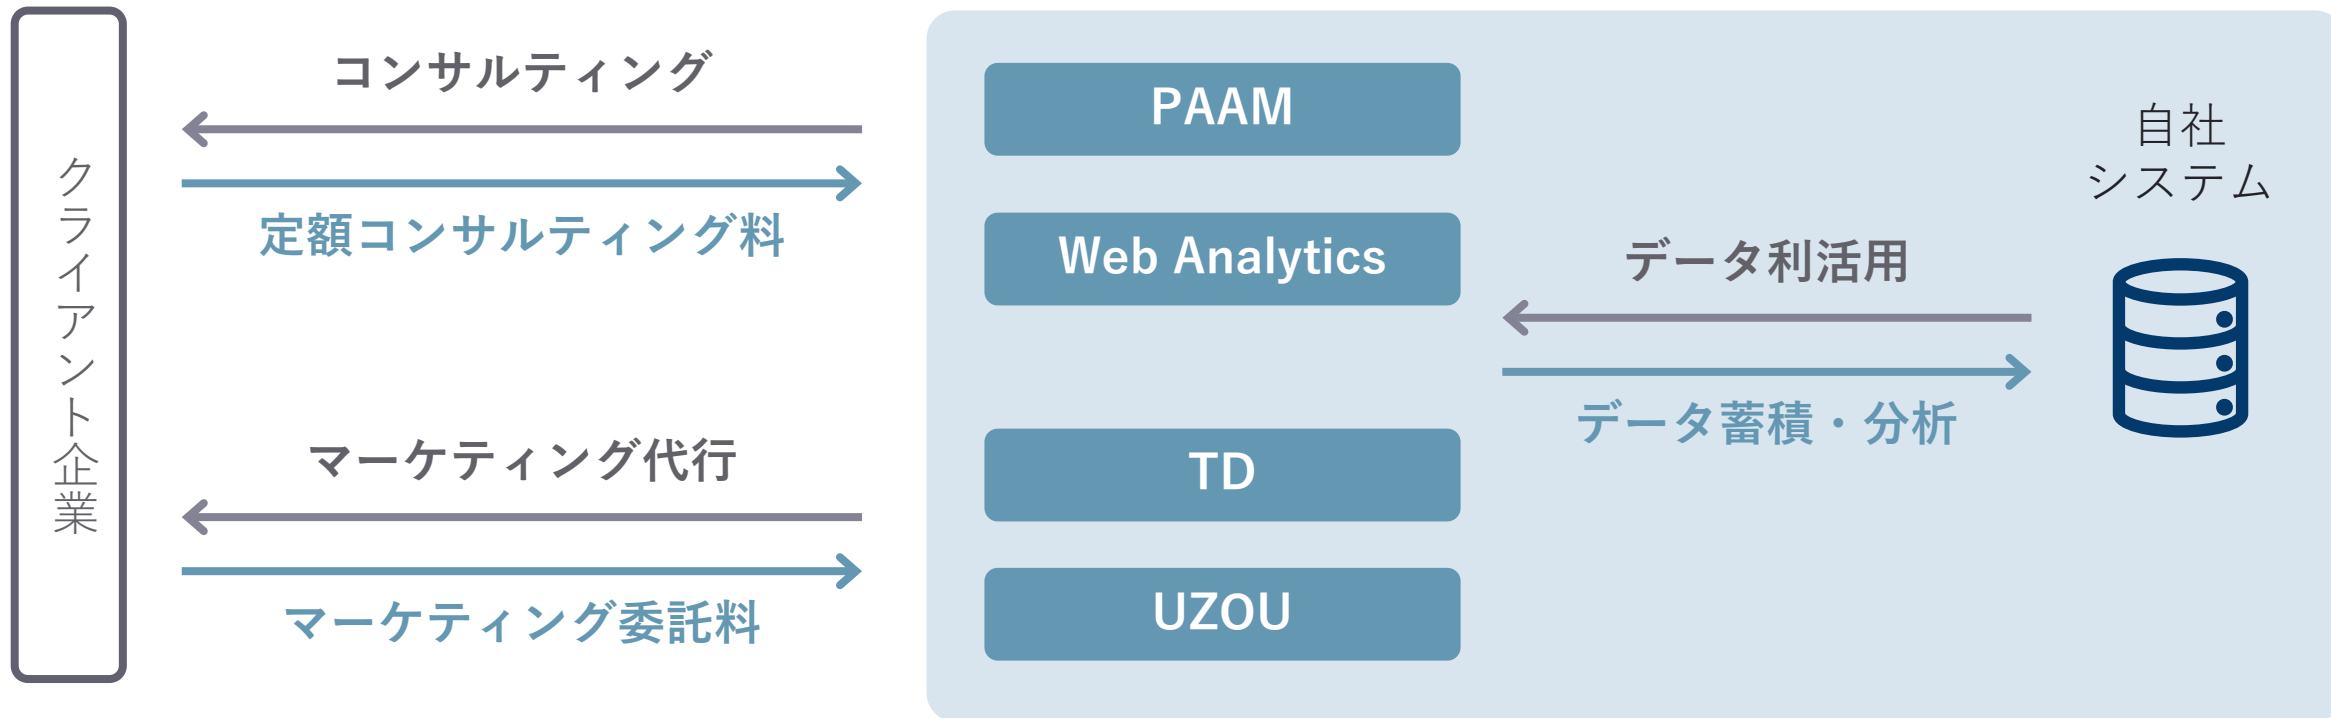 クライアント企業
コンサルティング
定額コンサルティング料
マーケティング代行
マーケティング委託料
PAAM
Web Analytics
TD
UZOU
データ利活用
データ蓄積・分析
自社
システム